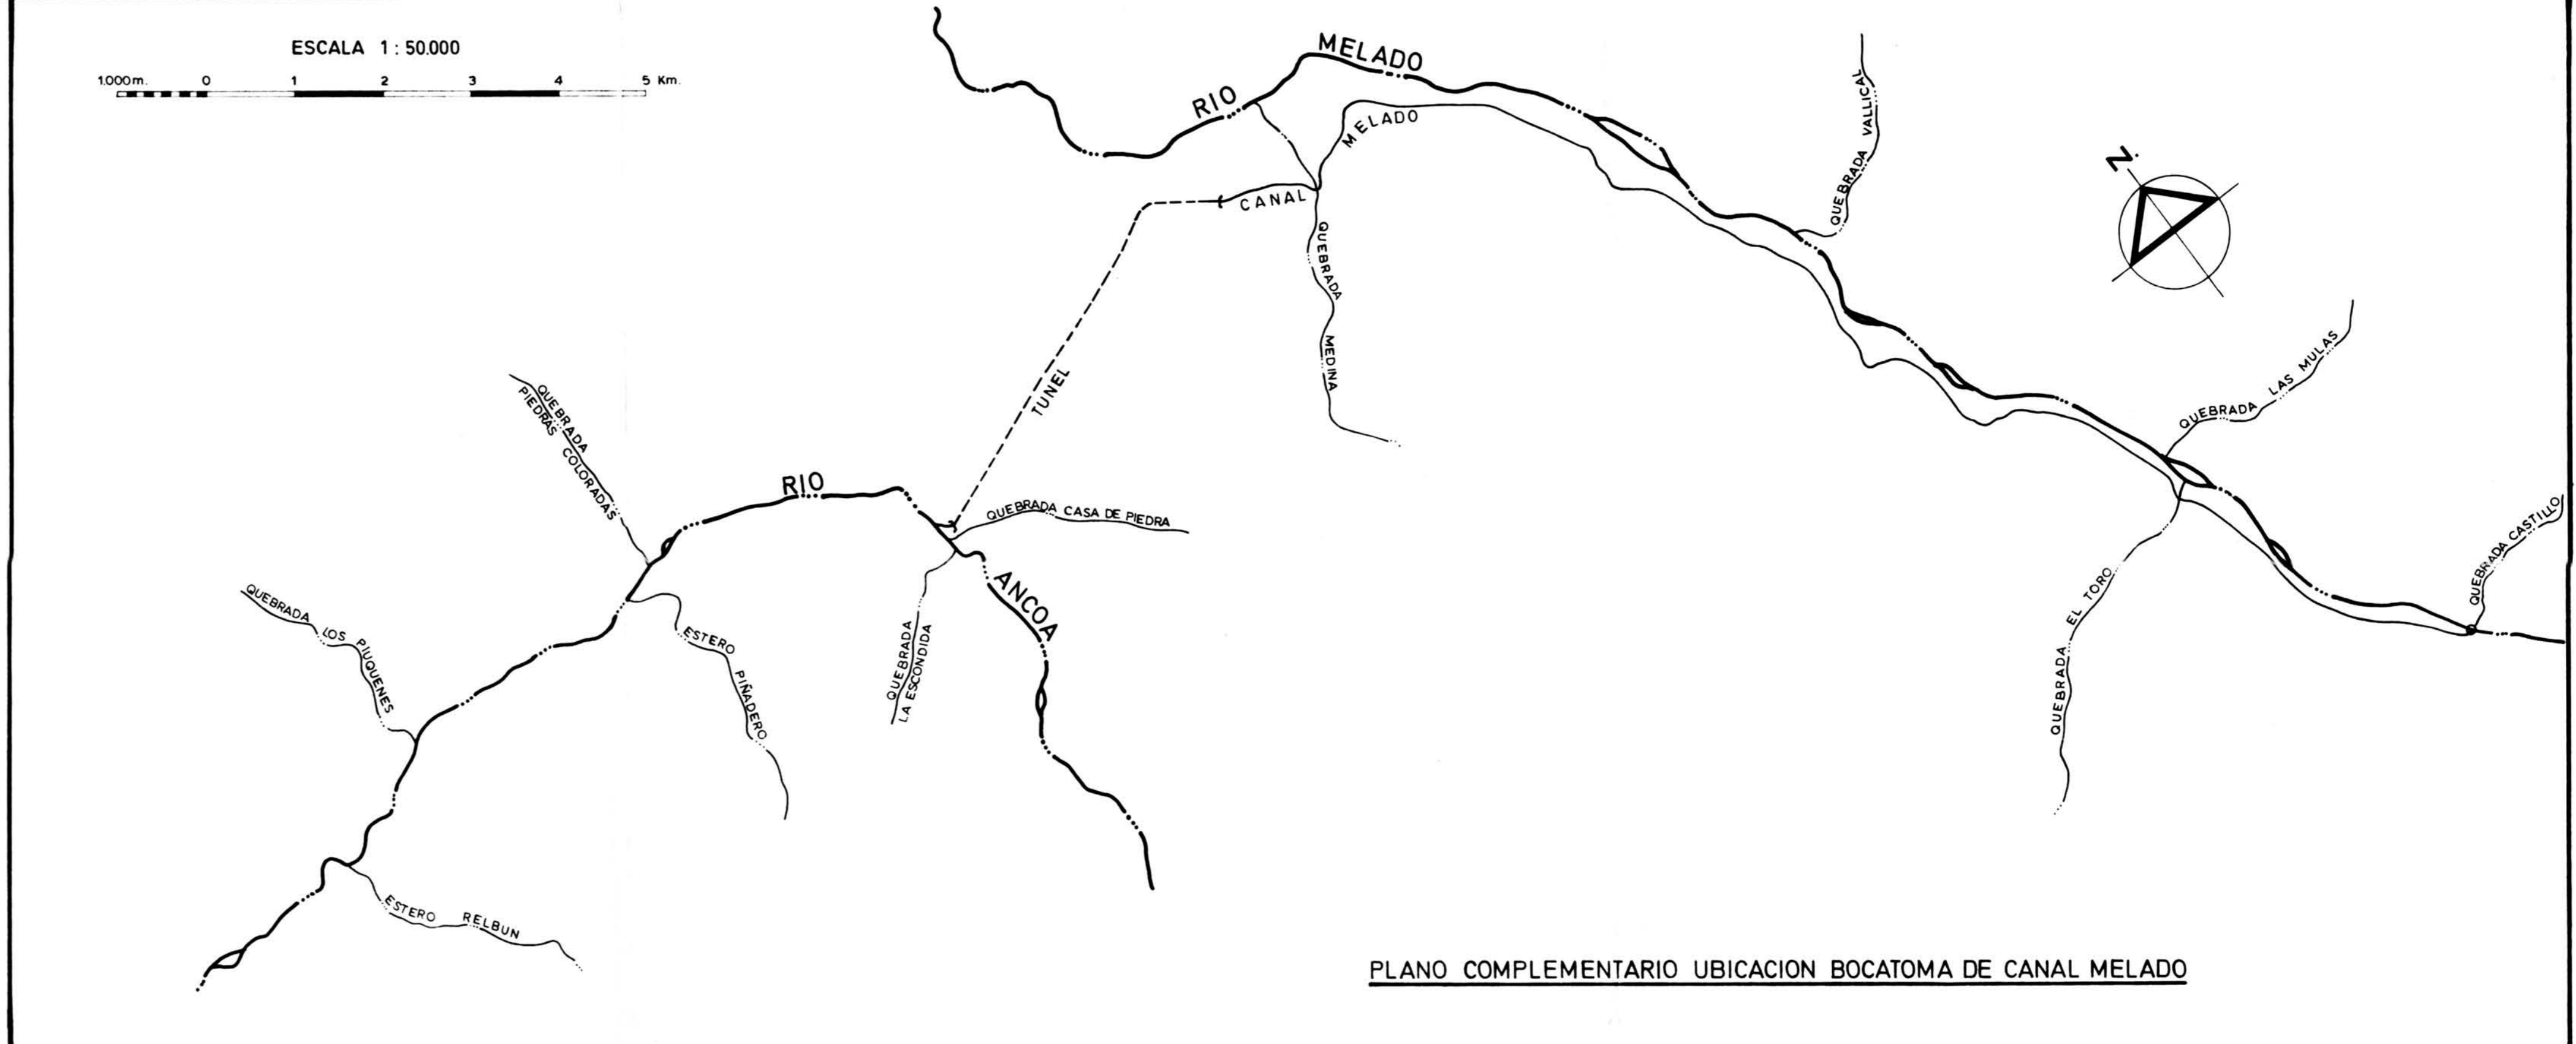 ESCALA 1 : 50.000
1.000 m. 0 1 2 3 4 5 Km.
RIO MELADO
CANAL MELADO
QUEBRADA VALLICAL
N.
QUEBRADA MEDINA
TUNEL
QUEBRADA LAS MULAS
QUEBRADA
PIEDRAS COLORADAS
RIO ANCOA
QUEBRADA CASA DE PIEDRA
QUEBRADA CASTILLO
QUEBRADA EL TORO
QUEBRADA LOS PIUQUENES
ESTERO PIÑADERO
QUEBRADA
LA ESCONDIDA
ESTERO RELBUN
PLANO COMPLEMENTARIO UBICACION BOCATOMA DE CANAL MELADO